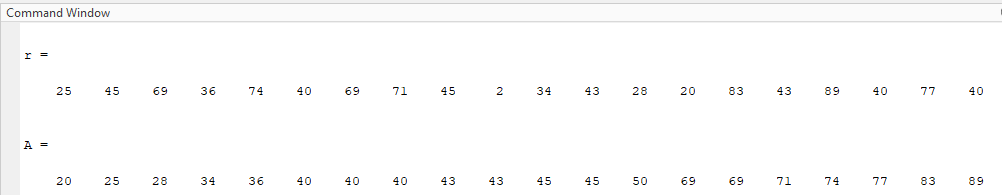 Command Window
r =
25 45 69 36 74 40 69 71 45 2 34 43 28 20 83 43 89 40 77 40
A =
20 25 28 34 36 40 40 40 43 43 45 45 50 69 69 71 74 77 83 89